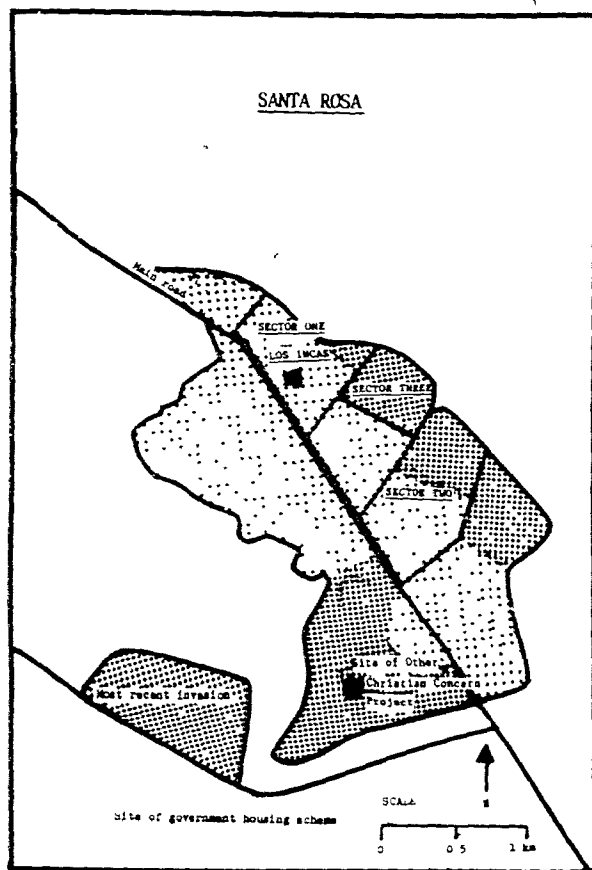 SANTA ROSA
Main road
SECTOR ONE
LOS INCAS
SECTOR THREE
SECTOR TWO
Site of Other
Christian Concern
Project
Most recent invasion
Site of government housing scheme
SCALE
0 0.5 1 km